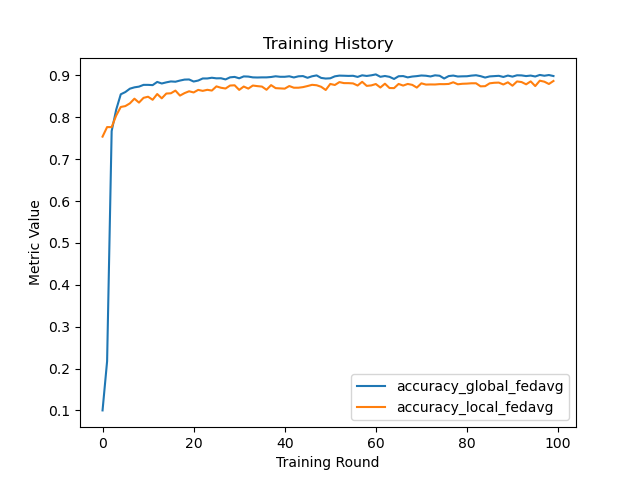 Training History
Metric Value
0.9
0.8
0.7
0.6
0.5
0.4
0.3
0.2
0.1
0 20 40 60 80 100
Training Round
accuracy_global_fedavg
accuracy_local_fedavg